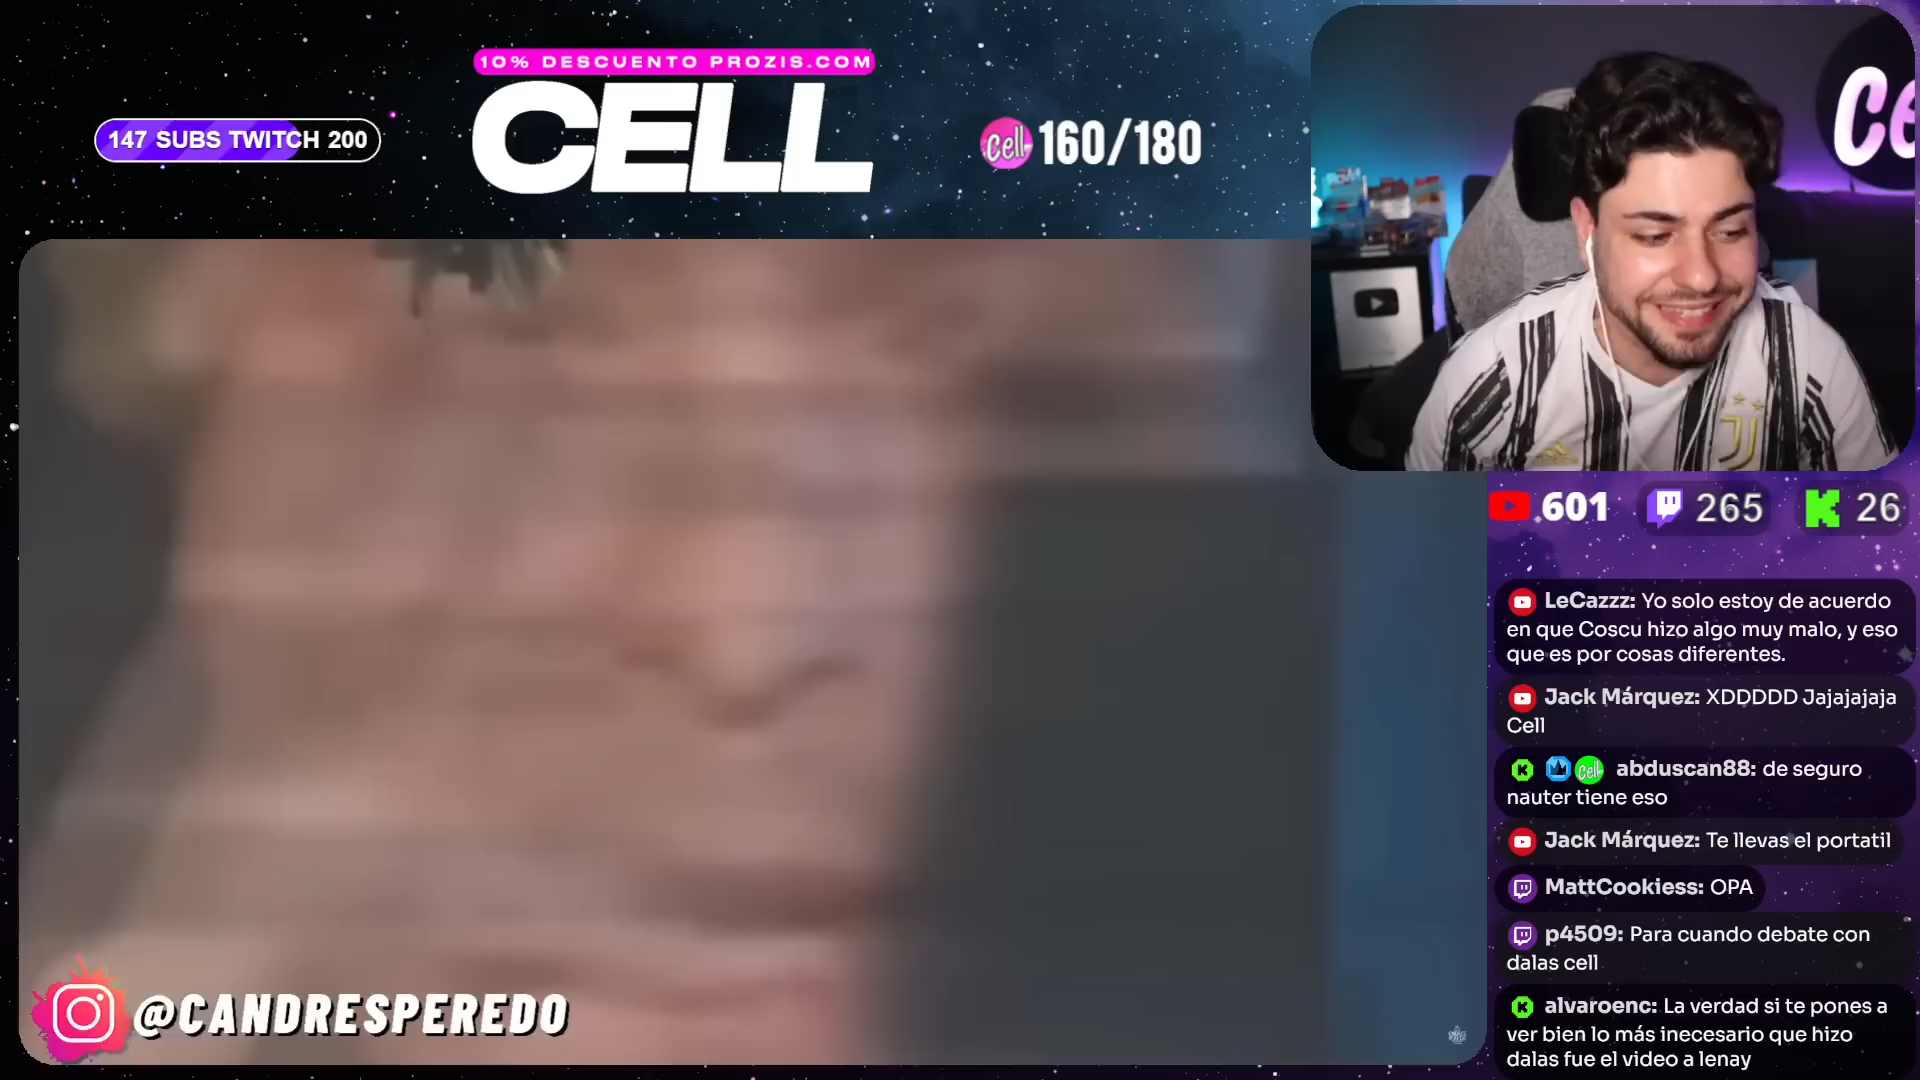 10% DESCUENTO PROZIS.COM
CELL
147 SUBS TWITCH 200
Cell 160/180
Ce
601
265
26
LeCazzz: Yo solo estoy de acuerdo
en que Coscu hizo algo muy malo, y eso
que es por cosas diferentes.
Jack Márquez: XDDDDD Jajajajaja
Cell
Cell abduscan88: de seguro
nauter tiene eso
Jack Márquez: Te llevas el portatil
MattCookiess: OPA
p4509: Para cuando debate con
dalas cell
alvaroenc: La verdad si te pones a
ver bien lo más inecesario que hizo
dalas fue el video a lenay
@CANDRESPEREDO